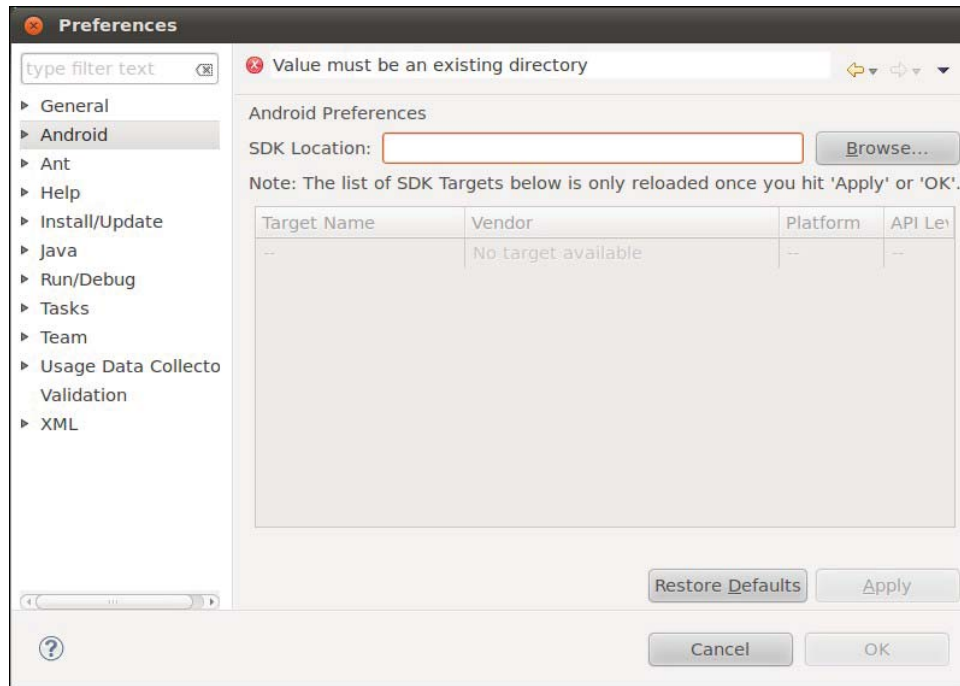 Preferences
type filter text
General
Android
Ant
Help
Install/Update
Java
Run/Debug
Tasks
Team
Usage Data Collecto
Validation
XML
Value must be an existing directory
Android Preferences
SDK Location:
Browse...
Note: The list of SDK Targets below is only reloaded once you hit 'Apply' or 'OK'.
Target Name Vendor Platform API Lev
-- No target available -- --
Restore Defaults Apply
Cancel OK